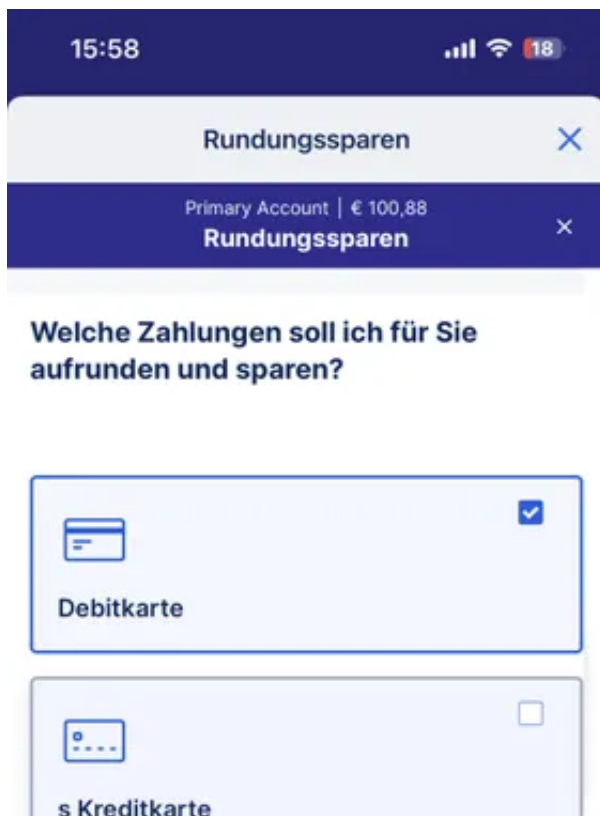 15:58
18
Rundungssparen
Primary Account | € 100,88
Rundungssparen
Welche Zahlungen soll ich für Sie
aufrunden und sparen?
Debitkarte
s Kreditkarte